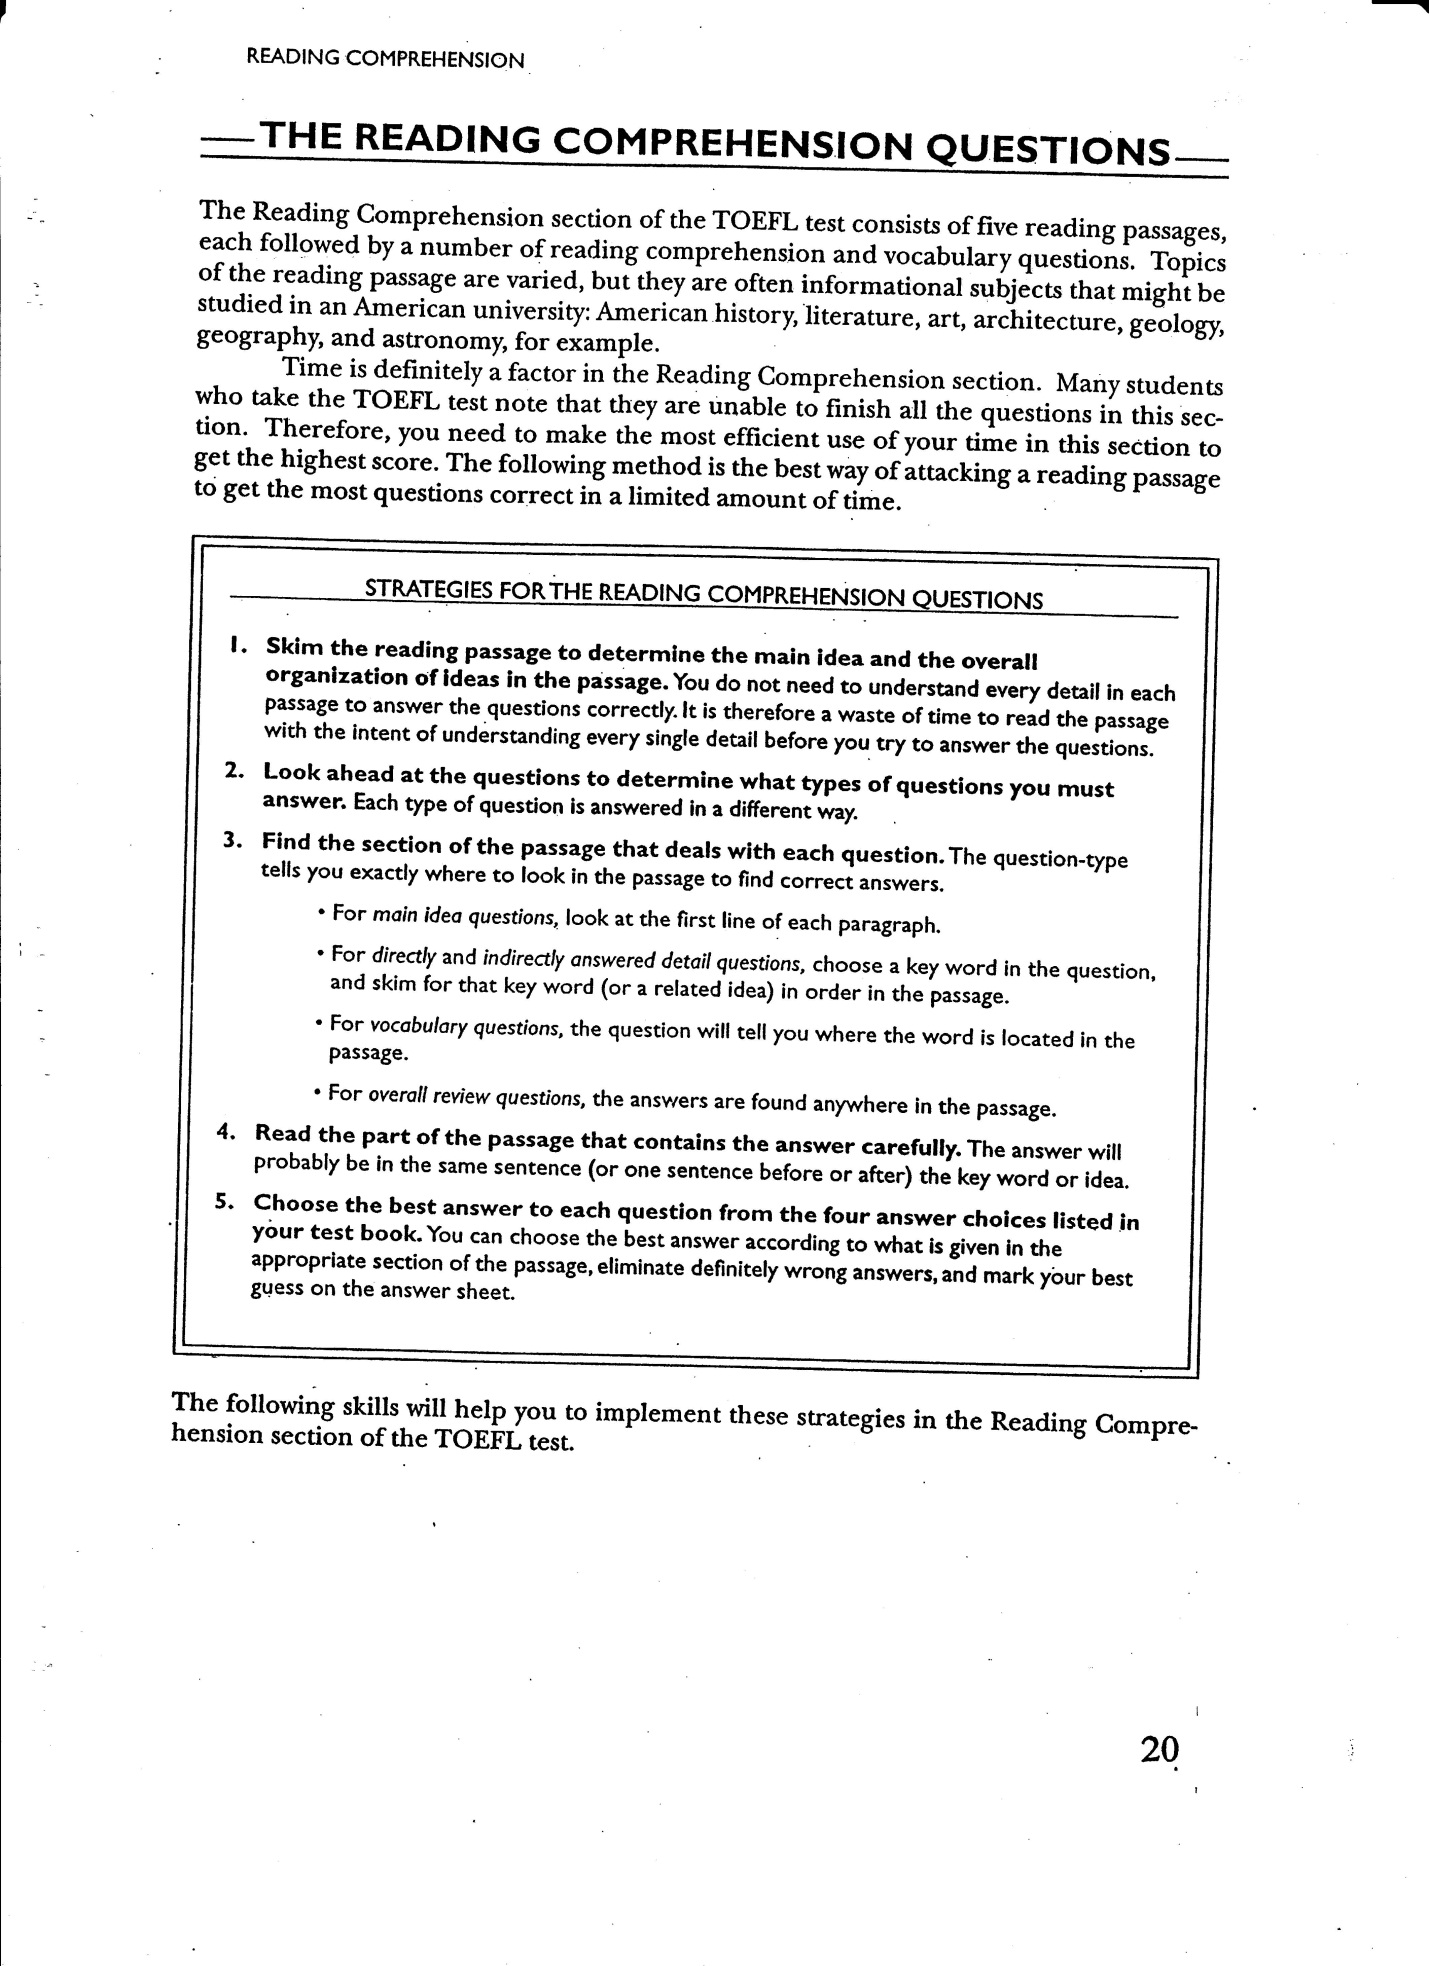 READING COMPREHENSION
THE READING COMPREHENSION QUESTIONS
The Reading Comprehension section of the TOEFL test consists of five reading passages,
each followed by a number of reading comprehension and vocabulary questions. Topics
of the reading passage are varied, but they are often informational subjects that might be
studied in an American university: American history, literature, art, architecture, geology,
geography, and astronomy, for example.
Time is definitely a factor in the Reading Comprehension section. Many students
who take the TOEFL test note that they are unable to finish all the questions in this sec-
tion. Therefore, you need to make the most efficient use of your time in this section to
get the highest score. The following method is the best way of attacking a reading passage
to get the most questions correct in a limited amount of time.
STRATEGIES FOR THE READING COMPREHENSION QUESTIONS
1. Skim the reading passage to determine the main idea and the overall
organization of ideas in the passage. You do not need to understand every detail in each
passage to answer the questions correctly. It is therefore a waste of time to read the passage
with the intent of understanding every single detail before you try to answer the questions.
2. Look ahead at the questions to determine what types of questions you must
answer. Each type of question is answered in a different way.
3. Find the section of the passage that deals with each question. The question-type
tells you exactly where to look in the passage to find correct answers.
• For main idea questions, look at the first line of each paragraph.
• For directly and indirectly answered detail questions, choose a key word in the question,
and skim for that key word (or a related idea) in order in the passage.
• For vocabulary questions, the question will tell you where the word is located in the
passage.
• For overall review questions, the answers are found anywhere in the passage.
4. Read the part of the passage that contains the answer carefully. The answer will
probably be in the same sentence (or one sentence before or after) the key word or idea.
5. Choose the best answer to each question from the four answer choices listed in
your test book. You can choose the best answer according to what is given in the
appropriate section of the passage, eliminate definitely wrong answers, and mark your best
guess on the answer sheet.
The following skills will help you to implement these strategies in the Reading Compre-
hension section of the TOEFL test.
20